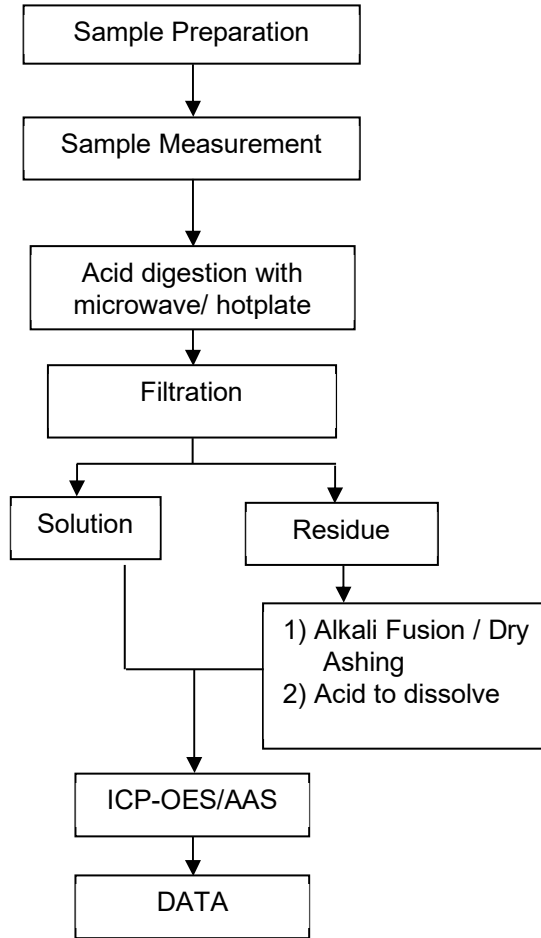 Sample Preparation
Sample Measurement
Acid digestion with
microwave/ hotplate
Filtration
Solution
Residue
1) Alkali Fusion / Dry
Ashing
2) Acid to dissolve
ICP-OES/AAS
DATA